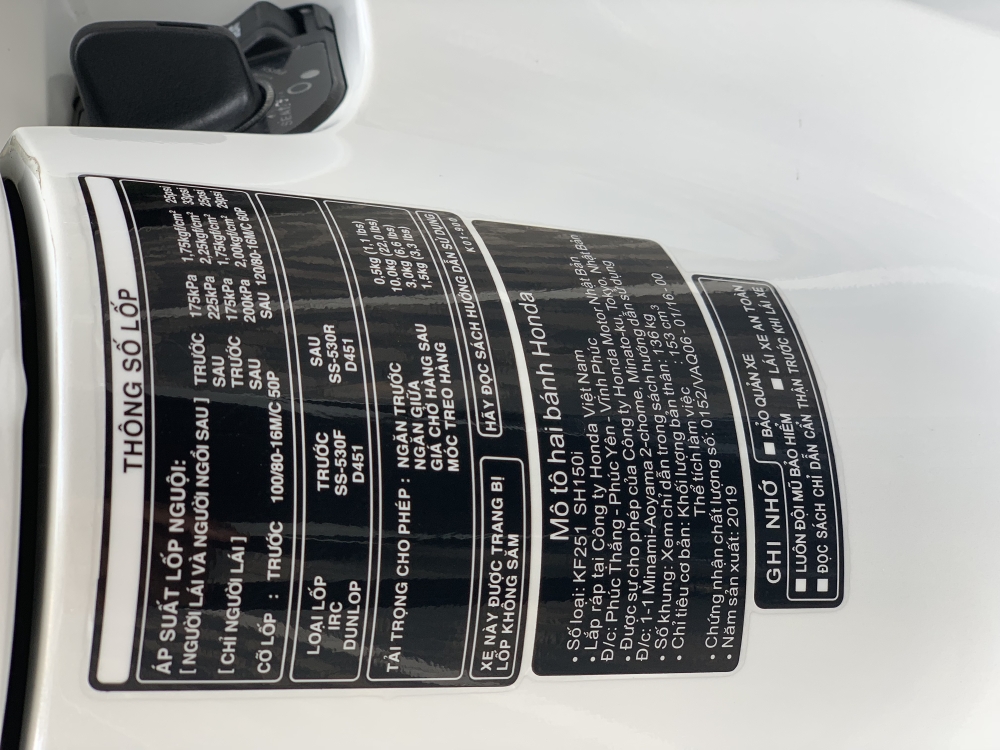 THÔNG SỐ LỐP
ÁP SUẤT LỐP NGUỘI:
[ NGƯỜI LÁI VÀ NGƯỜI NGỒI SAU ] TRƯỚC 175kPa 1,75kgf/cm² 25psi
SAU 225kPa 2,25kgf/cm² 33psi
[ CHỈ NGƯỜI LÁI ] TRƯỚC 175kPa 1,75kgf/cm² 25psi
SAU 200kPa 2,00kgf/cm² 29psi
CỠ LỐP : TRƯỚC 100/80-16M/C 50P SAU 120/80-16M/C 60P
LOẠI LỐP TRƯỚC SAU
IRC SS-530F SS-530R
DUNLOP D451 D451
TẢI TRỌNG CHO PHÉP : NGĂN TRƯỚC 0,5kg (1,1 lbs)
NGĂN GIỮA 10,0kg (22,0 lbs)
GIÁ CHỞ HÀNG SAU 3,0kg (6,6 lbs)
MÓC TREO HÀNG 1,5kg (3,3 lbs)
XE NÀY ĐƯỢC TRANG BỊ
LỐP KHÔNG SĂM
HÃY ĐỌC SÁCH HƯỚNG DẪN SỬ DỤNG
K01-900
Mô tô hai bánh Honda
• Số loại: KF251 SH150i
• Lắp ráp tại Công ty Honda Việt Nam
Đ/c: Phúc Thắng - Phúc Yên - Vĩnh Phúc
• Được sự cho phép của Công ty Honda Motor Nhật Bản
Đ/c: 1-1 Minami-Aoyama 2-chome, Minato-ku, Tokyo, Nhật Bản
• Số khung: Xem chỉ dẫn trong sách hướng dẫn sử dụng
• Chỉ tiêu cơ bản: Khối lượng bản thân: 136 kg
Thể tích làm việc : 153 cm³
• Chứng nhận chất lượng số: 0152/VAQ06 - 01/16 - 00
• Năm sản xuất: 2019
GHI NHỚ
■ BẢO QUẢN XE
■ LUÔN ĐỘI MŨ BẢO HIỂM ■ LÁI XE AN TOÀN
■ ĐỌC SÁCH CHỈ DẪN CẨN THẬN TRƯỚC KHI LÁI XE